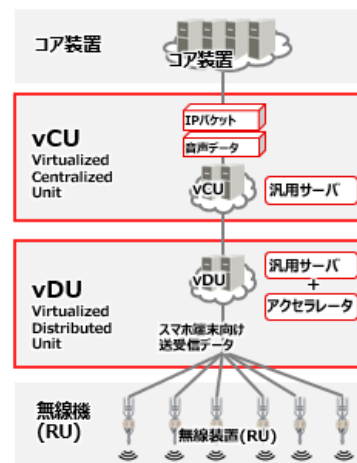 コア装置
コア装置
IPパケット
音声データ
vCU
Virtualized
Centralized
Unit
vCU
汎用サーバ
vDU
Virtualized
Distributed
Unit
vDU
汎用サーバ
+
アクセラレータ
スマホ端末向け
送受信データ
無線機
(RU)
無線装置(RU)